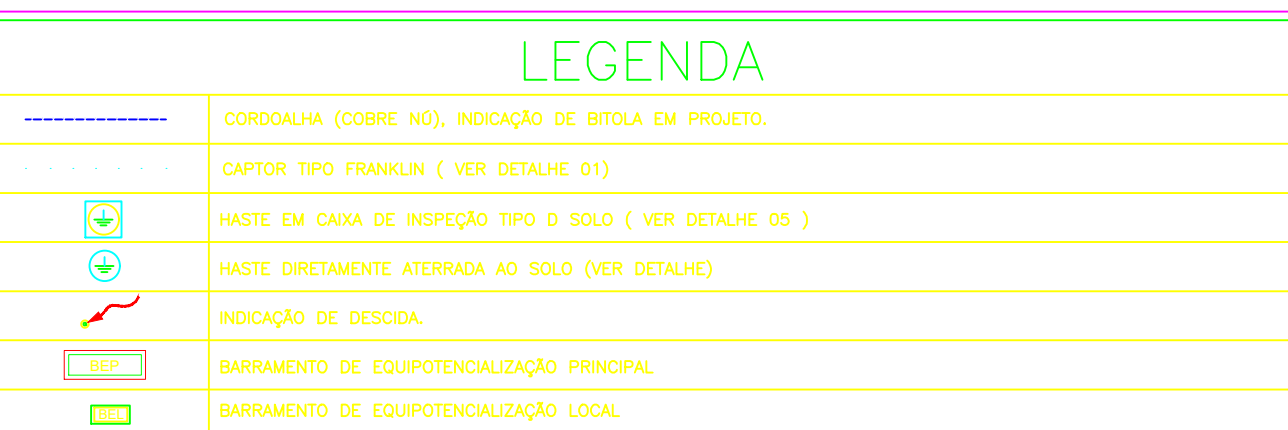 LEGENDA
CORDOALHA (COBRE NÚ), INDICAÇÃO DE BITOLA EM PROJETO.
CAPTOR TIPO FRANKLIN ( VER DETALHE 01)
HASTE EM CAIXA DE INSPEÇÃO TIPO D SOLO ( VER DETALHE 05 )
HASTE DIRETAMENTE ATERRADA AO SOLO (VER DETALHE)
INDICAÇÃO DE DESCIDA.
BEP BARRAMENTO DE EQUIPOTENCIALIZAÇÃO PRINCIPAL
BEL BARRAMENTO DE EQUIPOTENCIALIZAÇÃO LOCAL